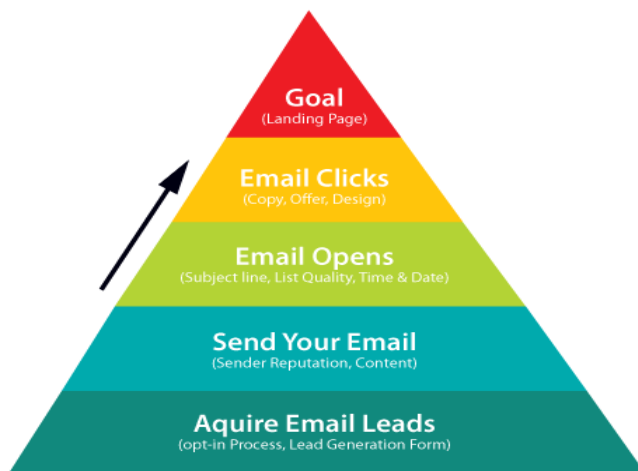 Goal
(Landing Page)
Email Clicks
(Copy, Offer, Design)
Email Opens
(Subject line, List Quality, Time & Date)
Send Your Email
(Sender Reputation, Content)
Aquire Email Leads
(opt-in Process, Lead Generation Form)